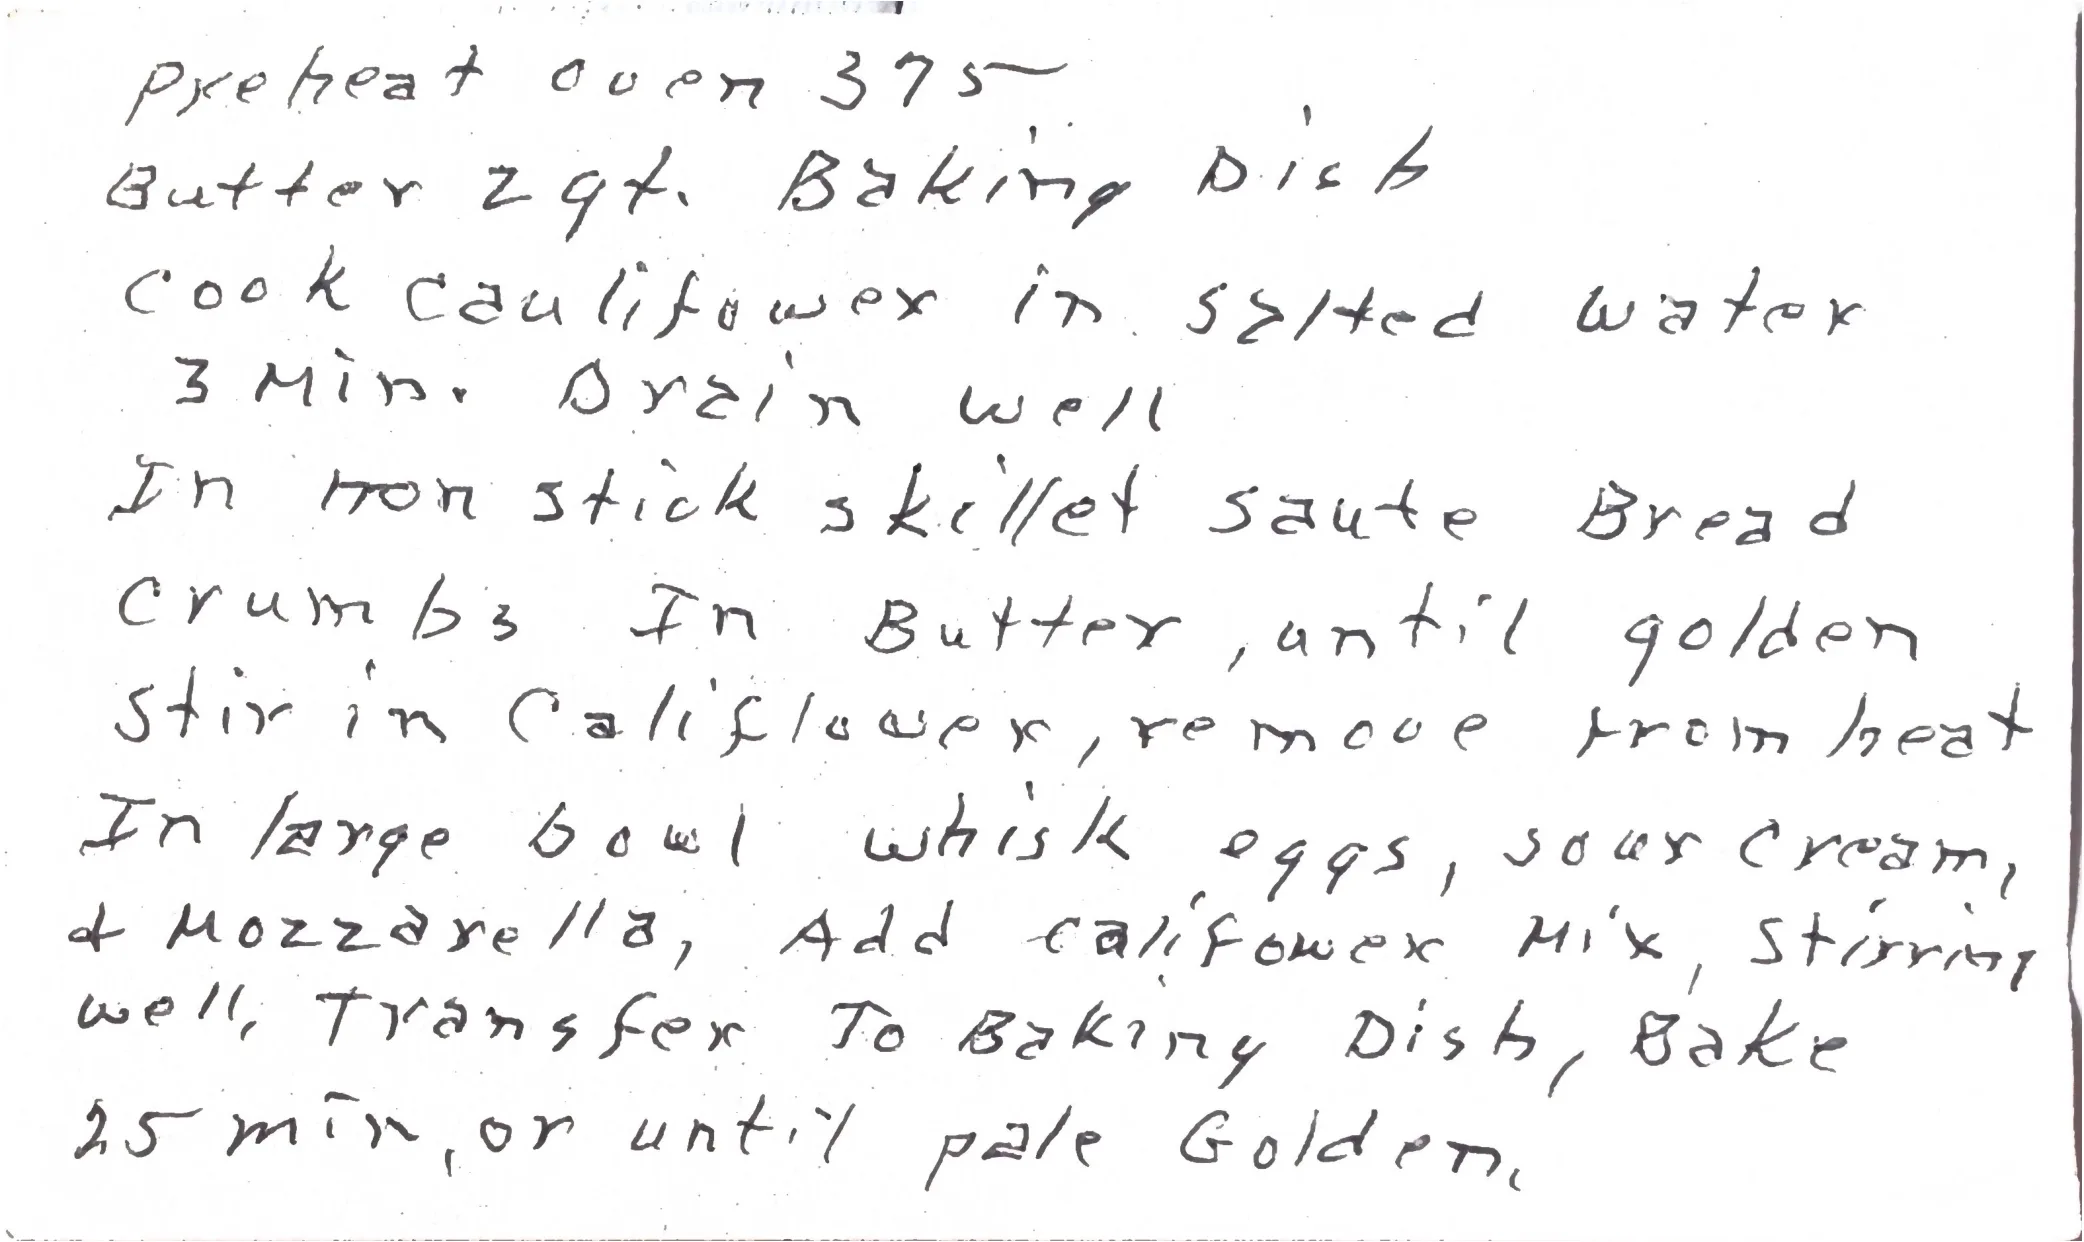 Preheat oven 375
Butter 2 qt. Baking Dish
Cook Caulifower in salted water
3 Min. Drain well
In non stick skillet saute Bread
Crumbs In Butter, until golden
Stir in Califlower, remove from heat
In large bowl whisk eggs, sour cream,
& Mozzarella, Add califower Mix, Stirring
well, Transfer To Baking Dish, Bake
25 min, or until pale Golden.